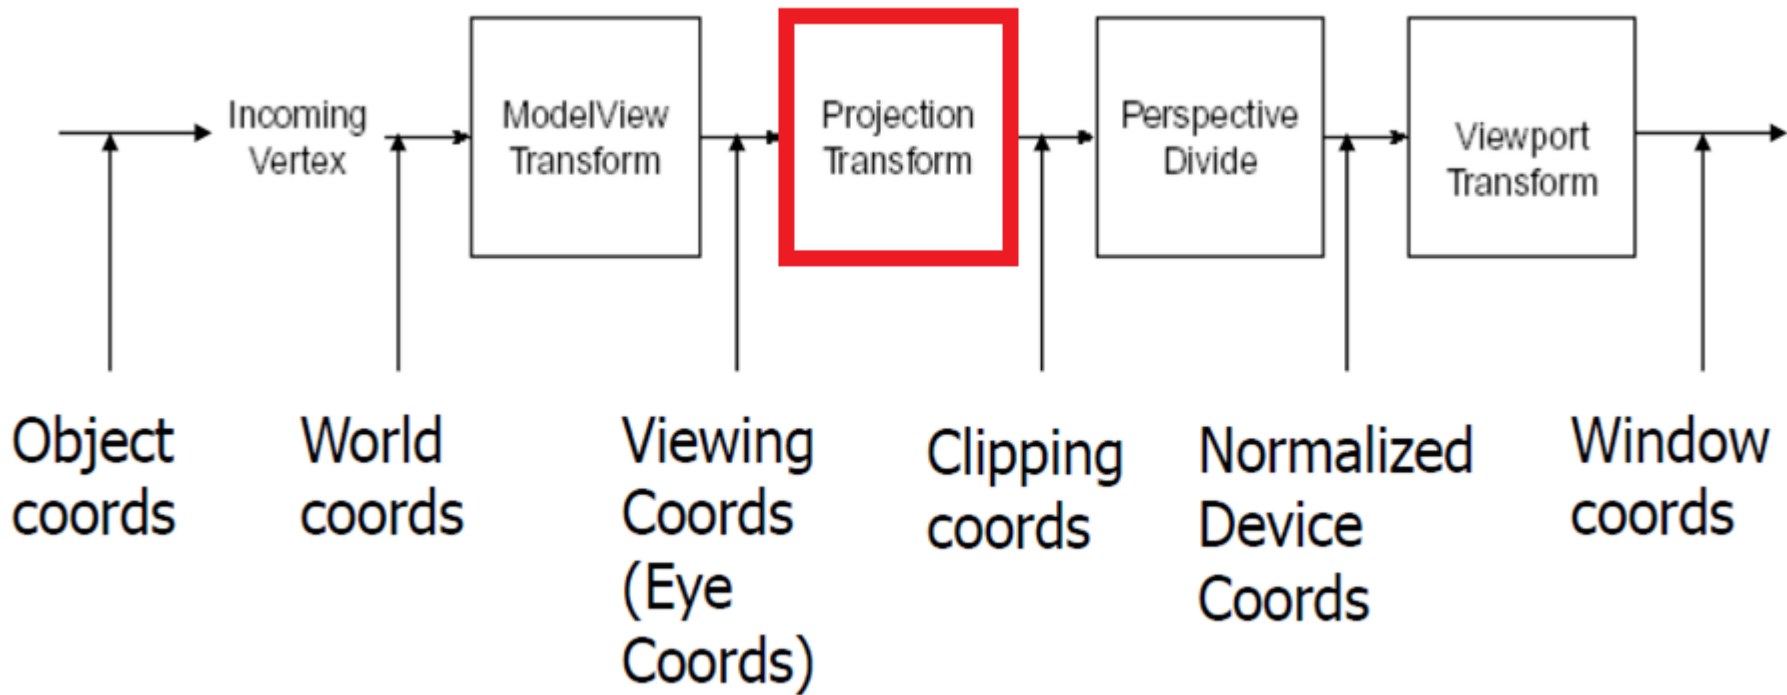 Incoming
Vertex
ModelView
Transform
Projection
Transform
Perspective
Divide
Viewport
Transform
Object
coords
World
coords
Viewing
Coords
(Eye
Coords)
Clipping
coords
Normalized
Device
Coords
Window
coords